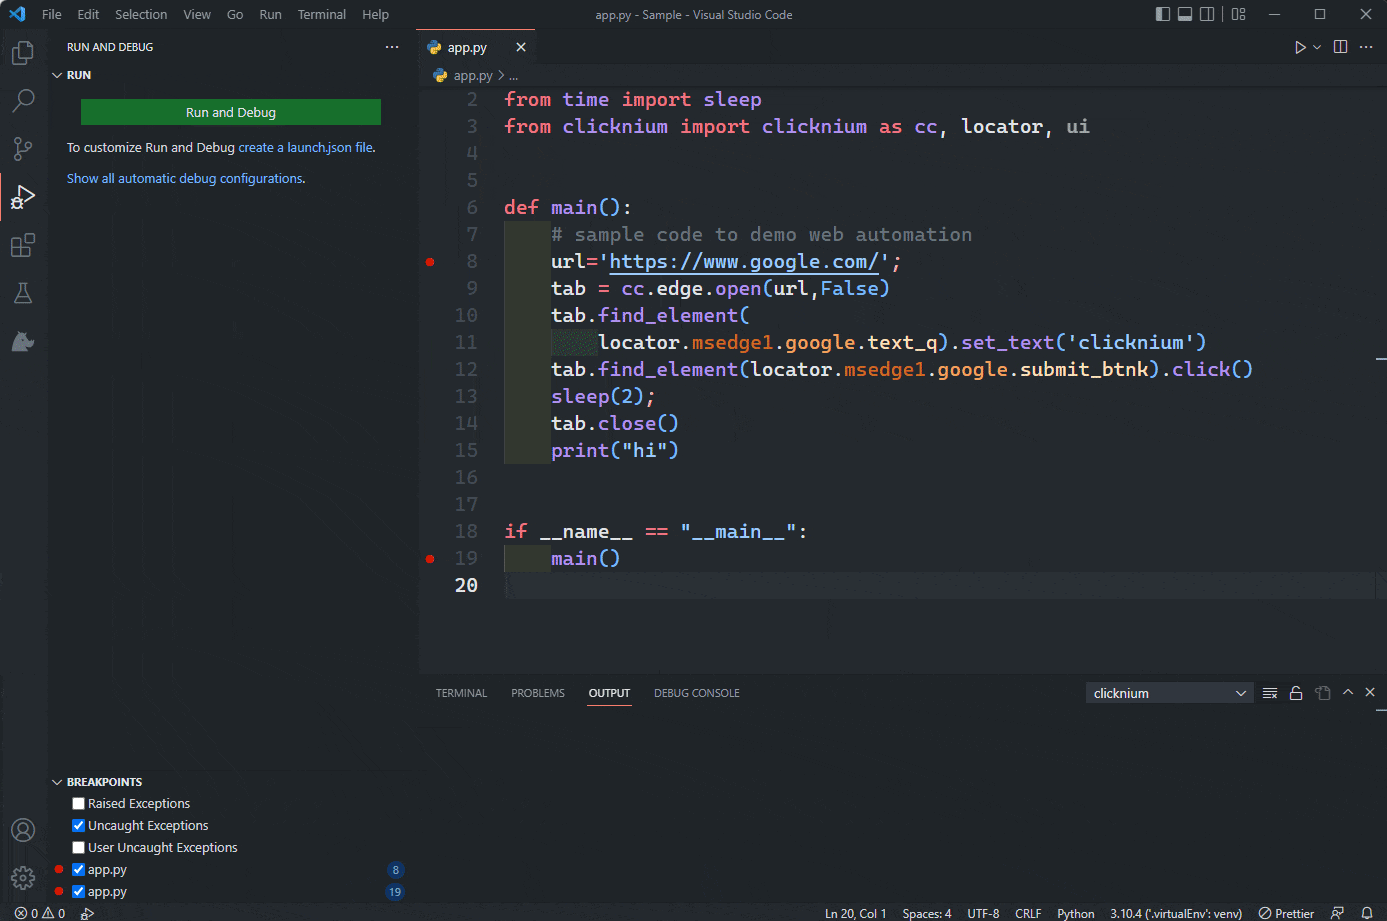 File Edit Selection View Go Run Terminal Help
app.py - Sample - Visual Studio Code
RUN AND DEBUG
RUN
Run and Debug
To customize Run and Debug create a launch.json file.
Show all automatic debug configurations.
BREAKPOINTS
Raised Exceptions
Uncaught Exceptions
User Uncaught Exceptions
app.py 8
app.py 19
app.py
app.py > ...
2 from time import sleep
3 from clicknium import clicknium as cc, locator, ui
4
5
6 def main():
7 # sample code to demo web automation
8 url='https://www.google.com/';
9 tab = cc.edge.open(url,False)
10 tab.find_element(
11 locator.msedge1.google.text_q).set_text('clicknium')
12 tab.find_element(locator.msedge1.google.submit_btnk).click()
13 sleep(2);
14 tab.close()
15 print("hi")
16
17
18 if __name__ == "__main__":
19 main()
20
TERMINAL PROBLEMS OUTPUT DEBUG CONSOLE
clicknium
0 0
Ln 20, Col 1 Spaces: 4 UTF-8 CRLF Python 3.10.4 ('.virtualEnv': venv) Prettier